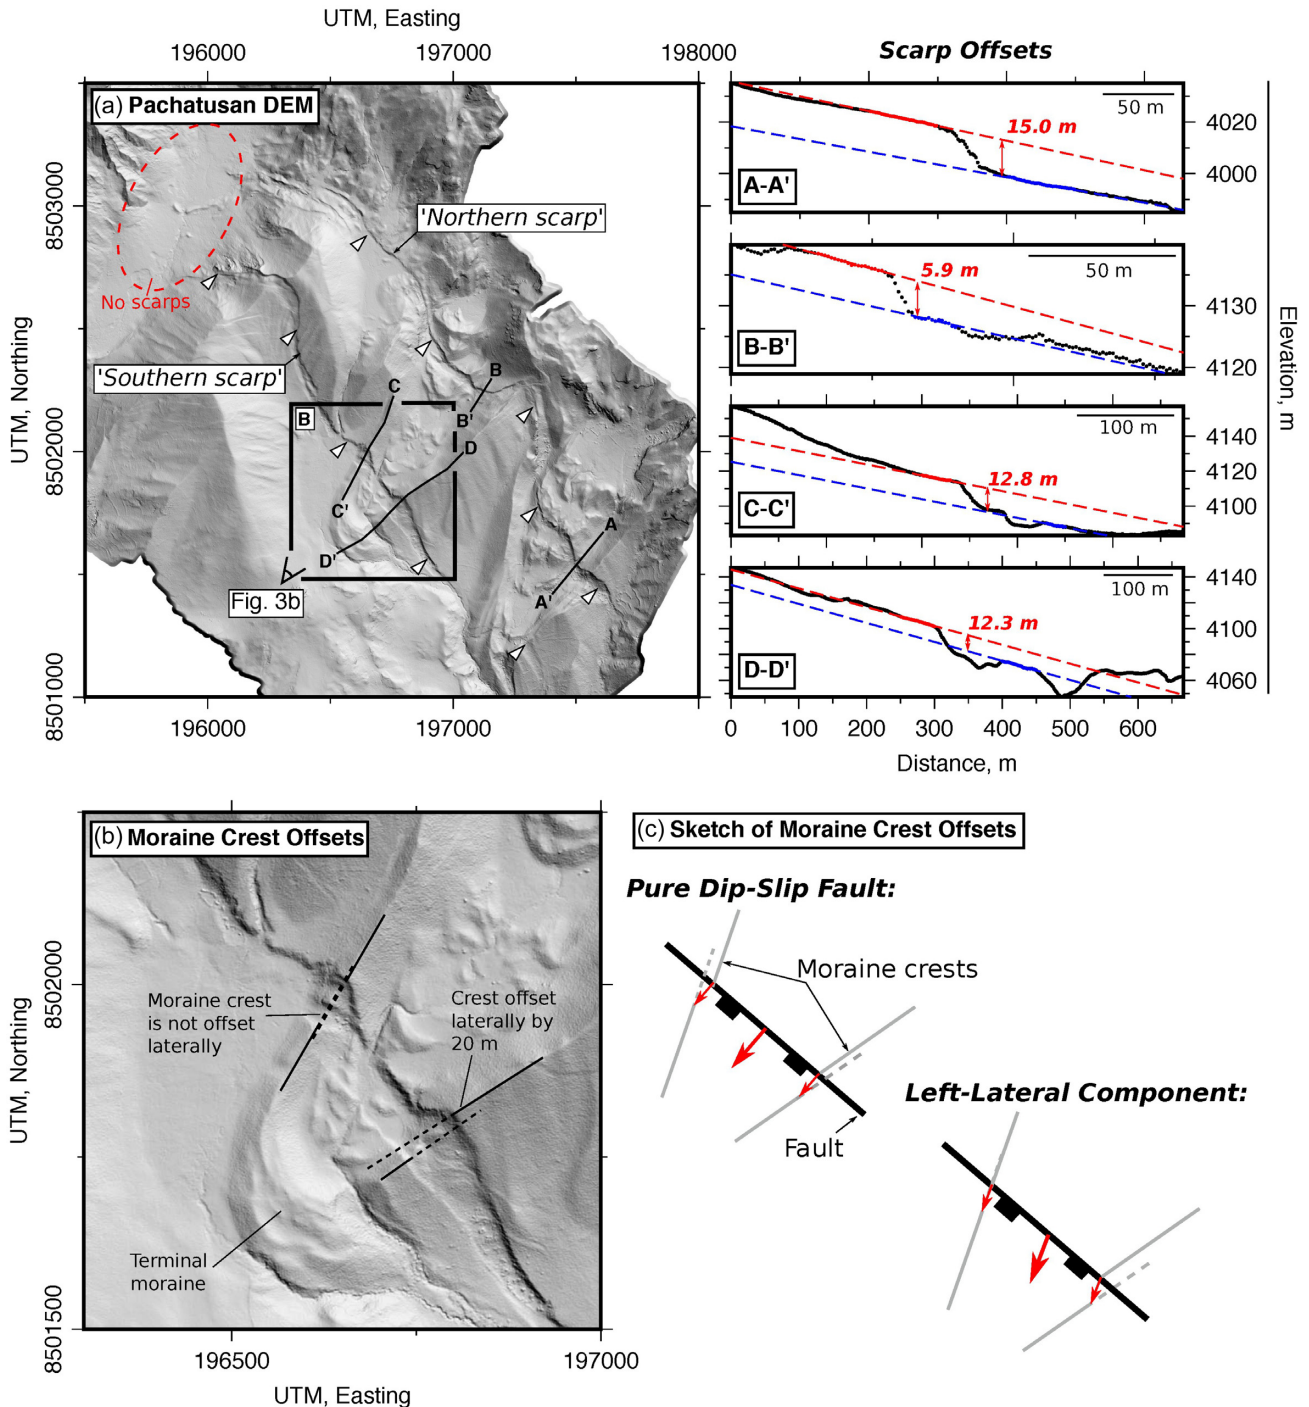 UTM, Easting
196000
197000
198000
Scarp Offsets
(a) Pachatusan DEM
8503000
8502000
8501000
UTM, Northing
'Northern scarp'
No scarps
'Southern scarp'
B
C
B
B'
D
C'
D'
A
A'
Fig. 3b
196000
197000
50 m
15.0 m
A-A'
4020
4000
50 m
5.9 m
B-B'
4130
4120
100 m
12.8 m
C-C'
4140
4120
4100
100 m
12.3 m
D-D'
4140
4100
4060
Elevation, m
0
100
200
300
400
500
600
Distance, m
(b) Moraine Crest Offsets
8502000
8501500
UTM, Northing
Moraine crest
is not offset
laterally
Crest offset
laterally by
20 m
Terminal
moraine
196500
197000
UTM, Easting
(c) Sketch of Moraine Crest Offsets
Pure Dip-Slip Fault:
Moraine crests
Fault
Left-Lateral Component: